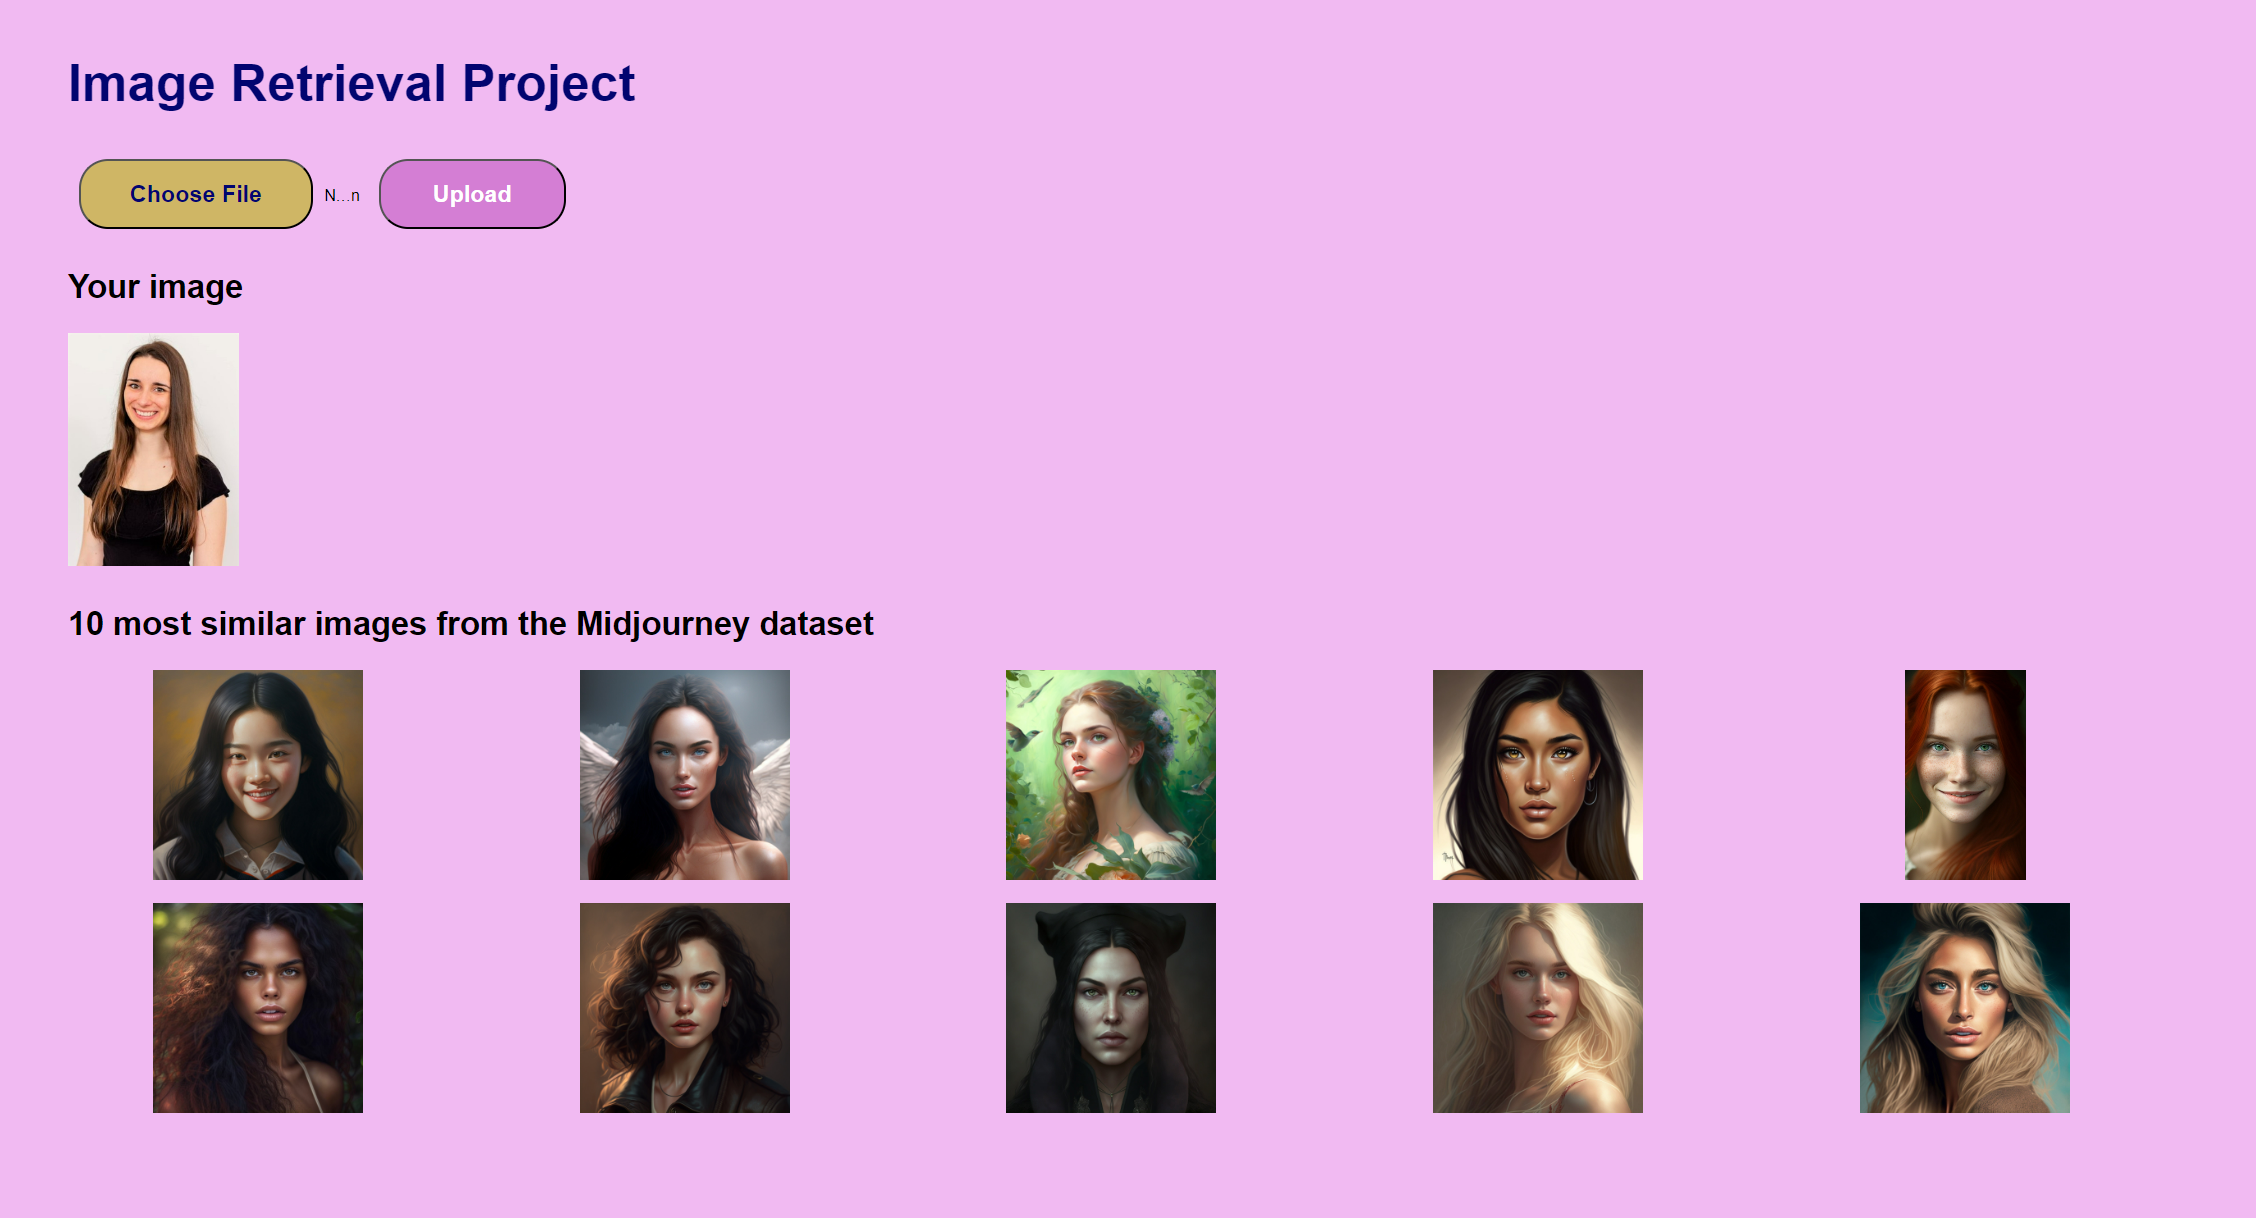 Image Retrieval Project
Choose File N...n Upload
Your image
10 most similar images from the Midjourney dataset